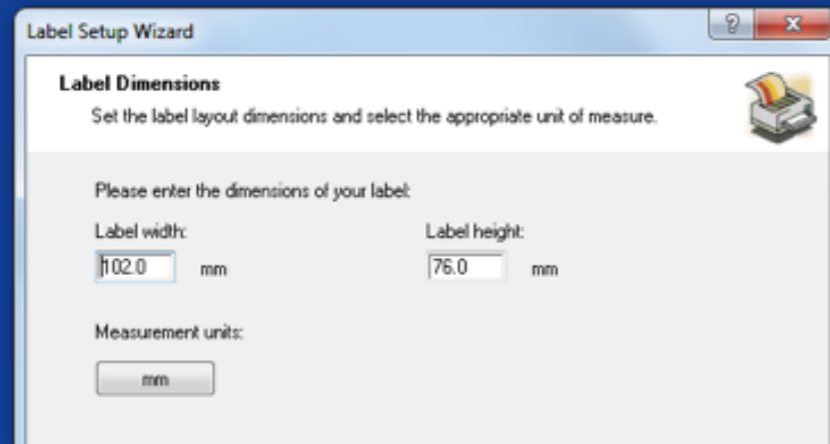 Label Setup Wizard
?
Label Dimensions
Set the label layout dimensions and select the appropriate unit of measure.
Please enter the dimensions of your label:
Label width: Label height:
102.0 mm 76.0 mm
Measurement units:
mm